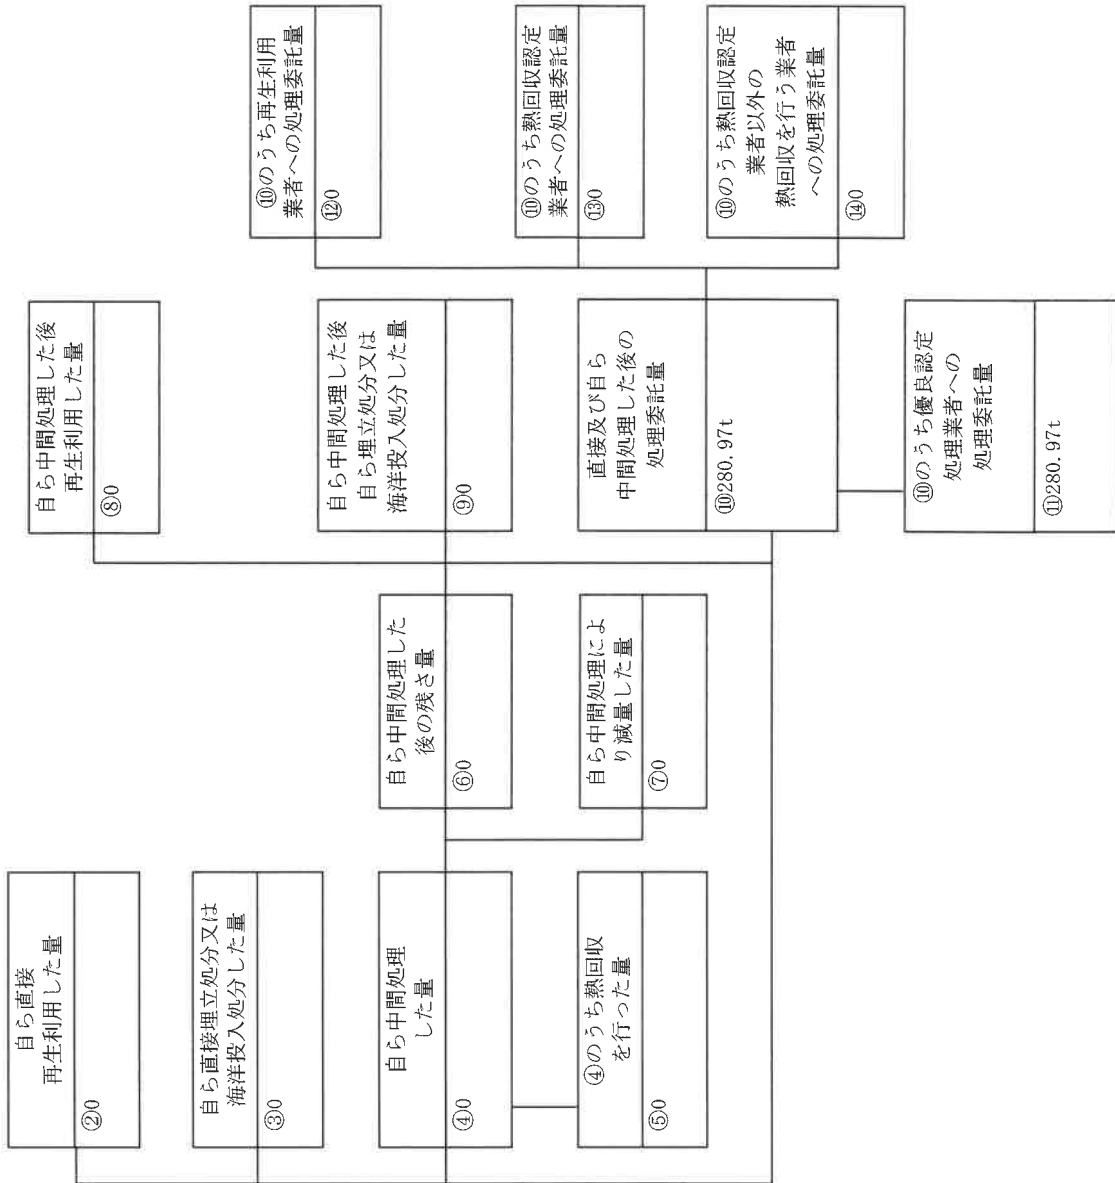 自ら直接
再生利用した量
②0
自ら直接埋立処分又は
海洋投入処分した量
③0
自ら中間処理
した量
④0
④のうち熱回収
を行った量
⑤0
自ら中間処理した
後の残さ量
⑥0
自ら中間処理によ
り減量した量
⑦0
自ら中間処理した後
再生利用した量
⑧0
自ら中間処理した後
自ら埋立処分又は
海洋投入処分した量
⑨0
直接及び自ら
中間処理した後の
処理委託量
⑩280.97t
⑩のうち優良認定
処理業者への
処理委託量
⑪280.97t
⑩のうち再生利用
業者への処理委託量
⑫0
⑩のうち熱回収認定
業者への処理委託量
⑬0
⑩のうち熱回収認定
業者以外の
熱回収を行う業者
への処理委託量
⑭0